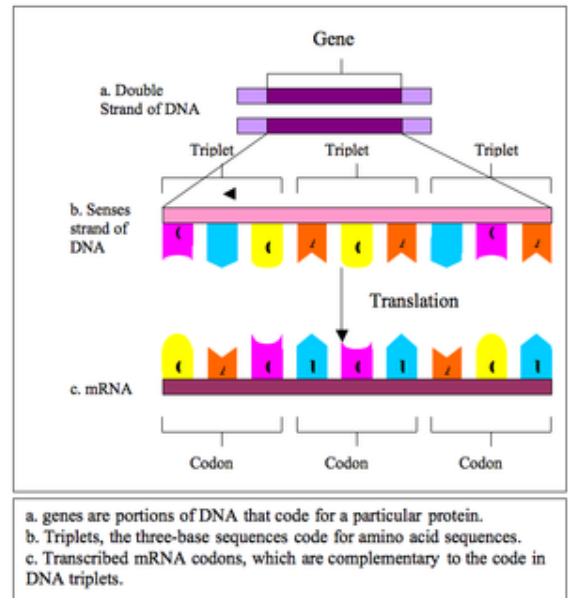 Gene
a. Double
Strand of DNA
Triplet Triplet Triplet
b. Senses
strand of
DNA
Translation
c. mRNA
Codon Codon Codon
a. genes are portions of DNA that code for a particular protein.
b. Triplets, the three-base sequences code for amino acid sequences.
c. Transcribed mRNA codons, which are complementary to the code in
DNA triplets.